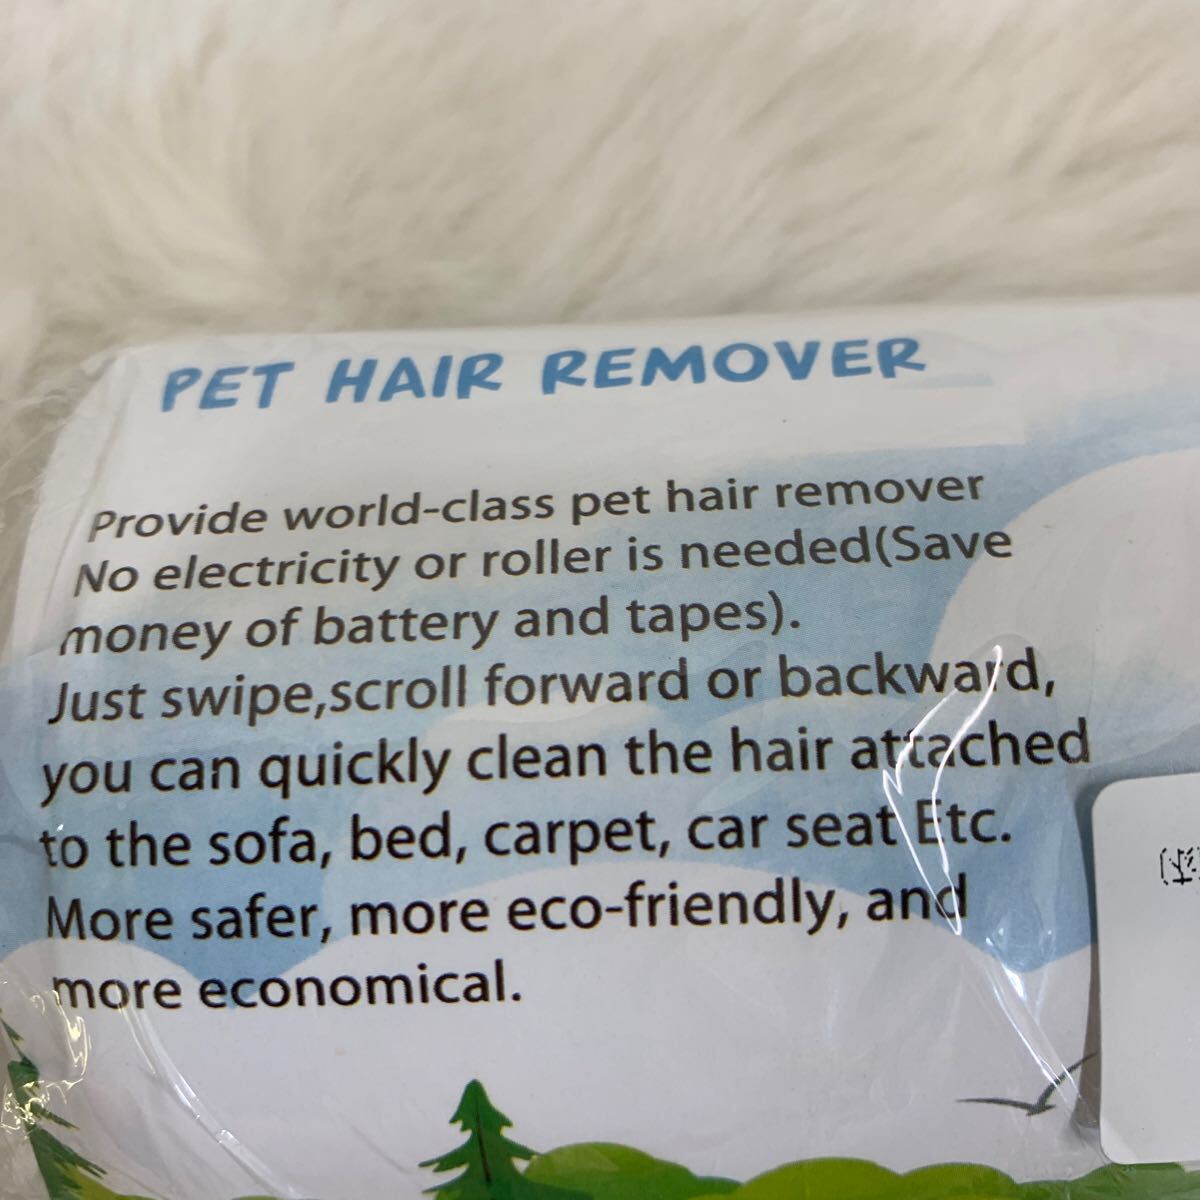 PET HAIR REMOVER
Provide world-class pet hair remover
No electricity or roller is needed(Save
money of battery and tapes).
Just swipe,scroll forward or backward,
you can quickly clean the hair attached
to the sofa, bed, carpet, car seat Etc.
More safer, more eco-friendly, and
more economical.